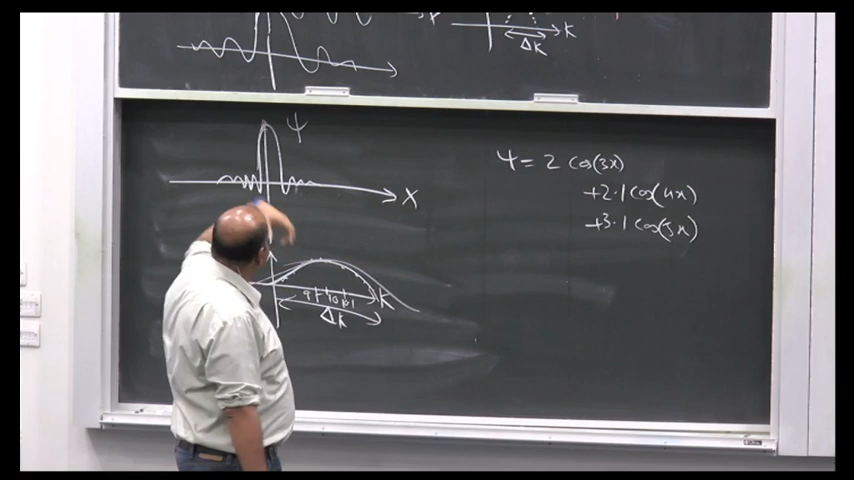 K
ΔK
Ψ
X
Ψ = 2 cos(3x)
+2·1 cos(4x)
+3·1 cos(5x)
K
ΔK